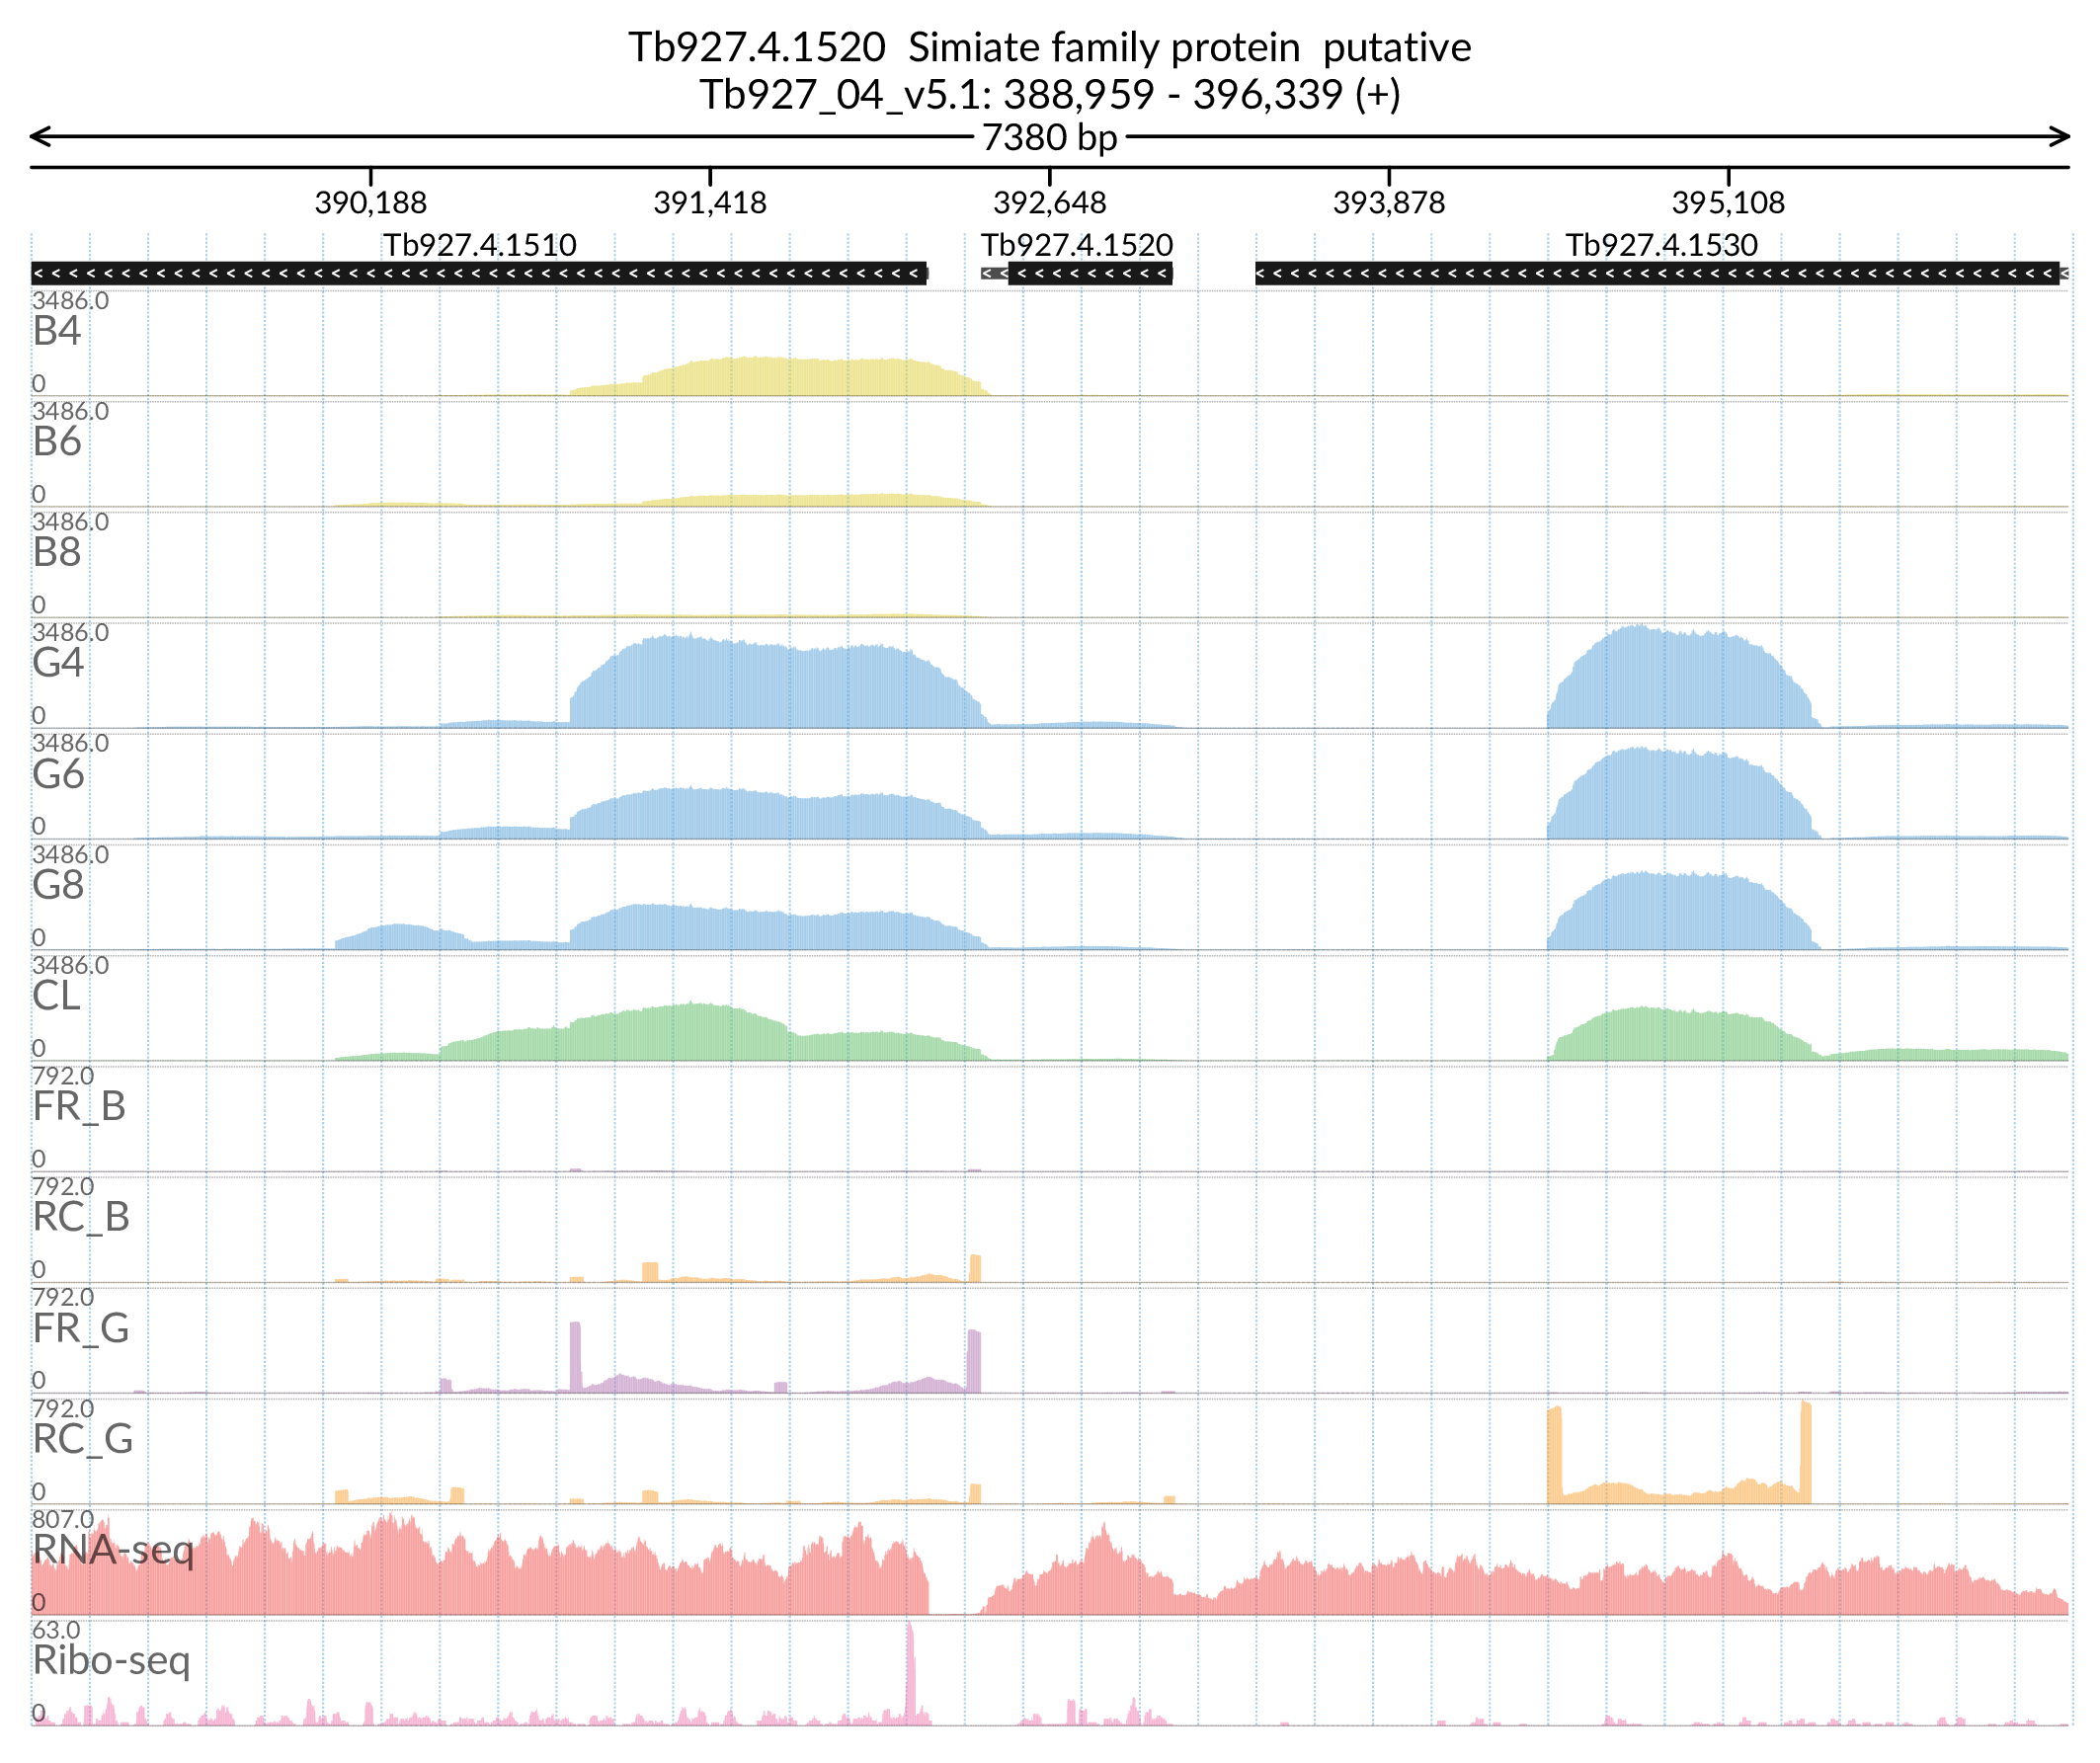 Tb927.4.1520  Simiate family protein  putative
Tb927_04_v5.1: 388,959 - 396,339 (+)
7380 bp
390,188 391,418 392,648 393,878 395,108
Tb927.4.1510 Tb927.4.1520 Tb927.4.1530
3486.0
B4
0
3486.0
B6
0
3486.0
B8
0
3486.0
G4
0
3486.0
G6
0
3486.0
G8
0
3486.0
CL
0
792.0
FR_B
0
792.0
RC_B
0
792.0
FR_G
0
792.0
RC_G
0
807.0
RNA-seq
0
63.0
Ribo-seq
0